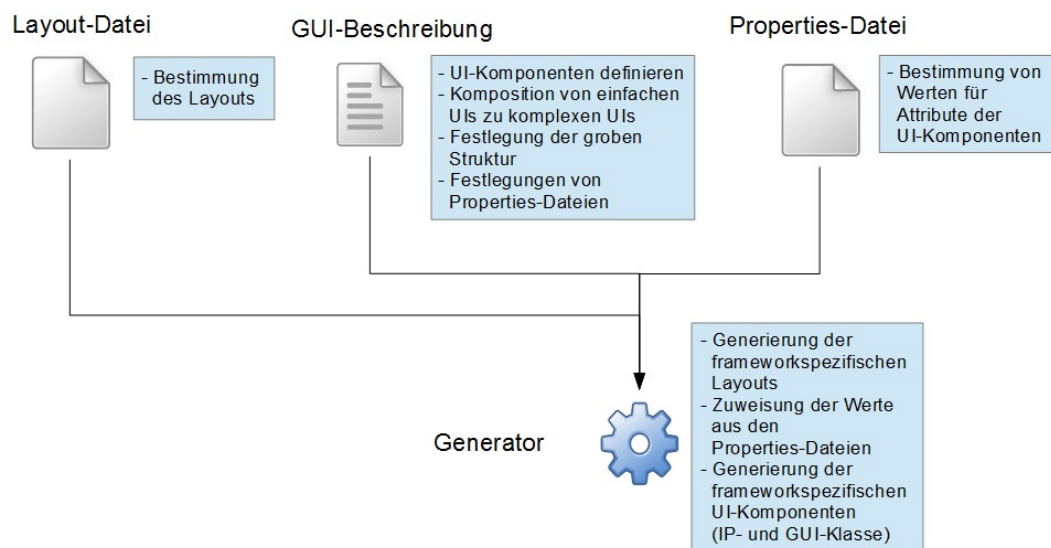 Layout-Datei
- Bestimmung
des Layouts
GUI-Beschreibung
- UI-Komponenten definieren
- Komposition von einfachen
UIs zu komplexen UIs
- Festlegung der groben
Struktur
- Festlegungen von
Properties-Dateien
Properties-Datei
- Bestimmung von
Werten für
Attribute der
UI-Komponenten
Generator
- Generierung der
frameworkspezifischen
Layouts
- Zuweisung der Werte
aus den
Properties-Dateien
- Generierung der
frameworkspezifischen
UI-Komponenten
(IP- und GUI-Klasse)